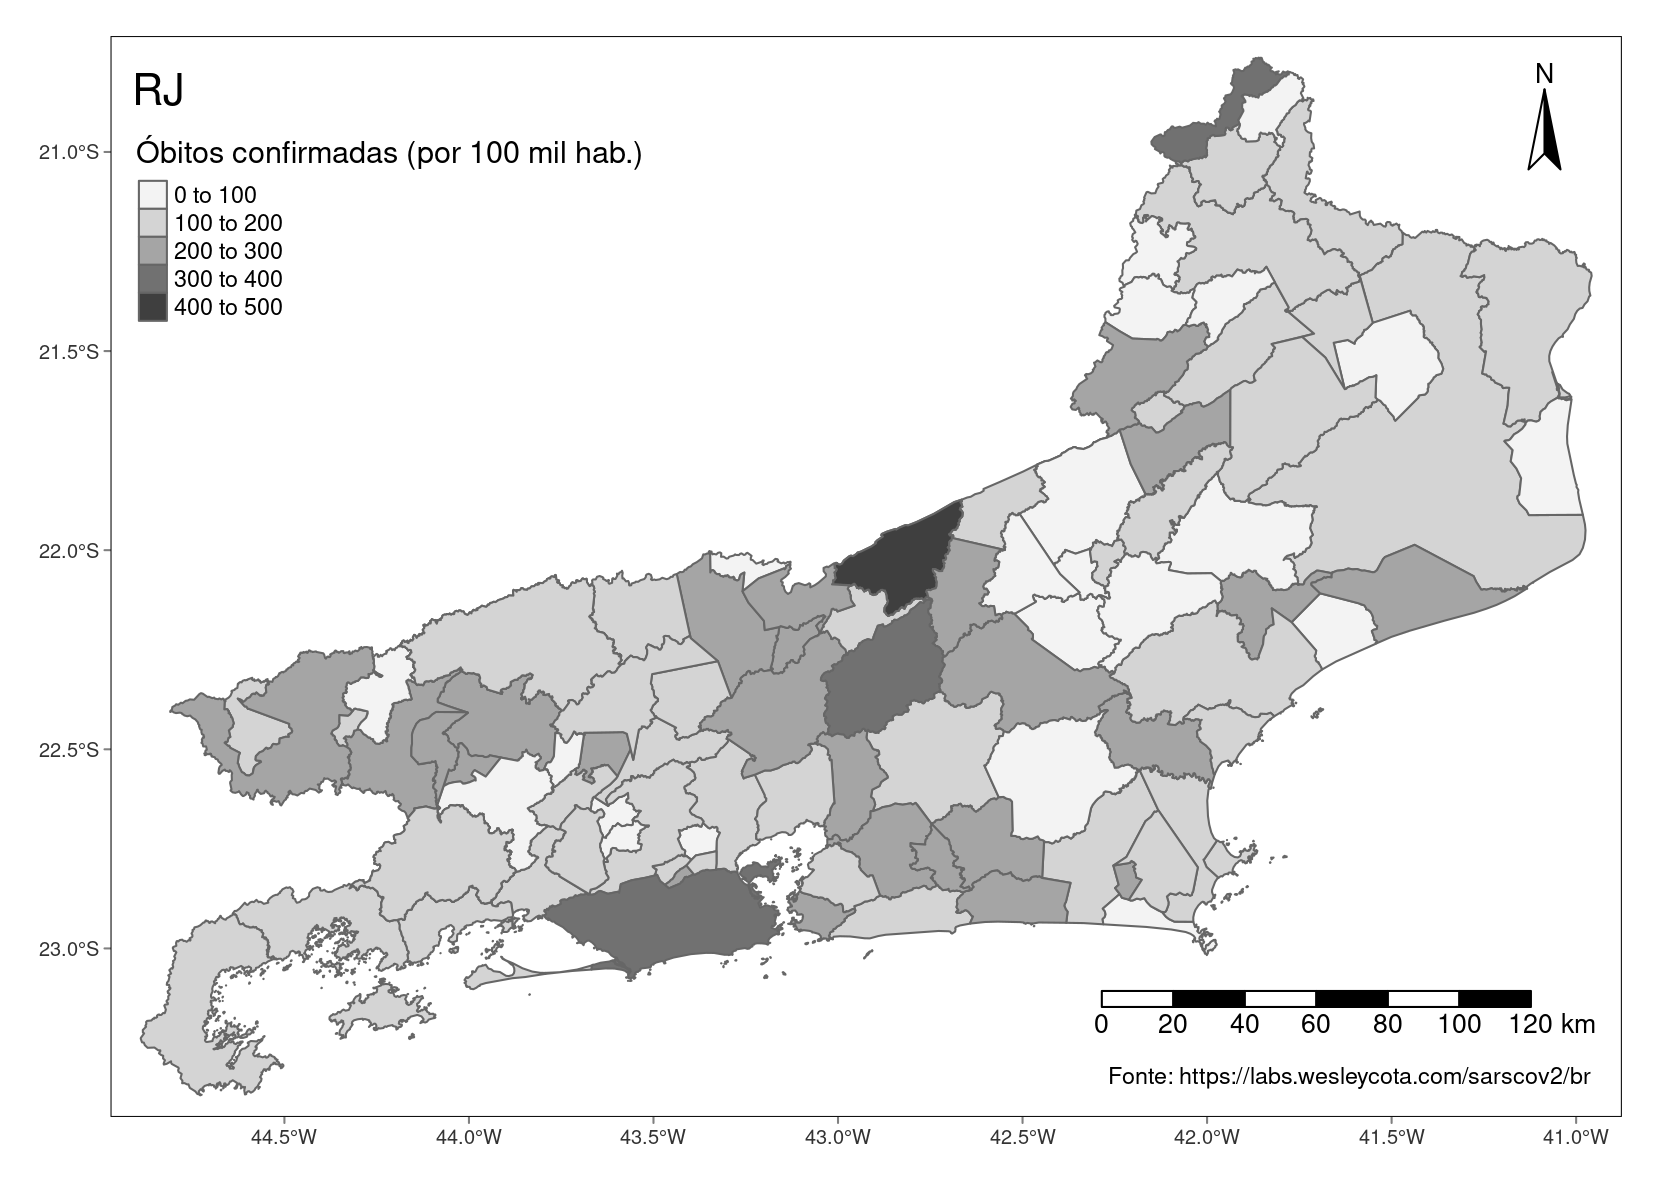 RJ
N
Óbitos confirmadas (por 100 mil hab.)
0 to 100
100 to 200
200 to 300
300 to 400
400 to 500
21.0°S
21.5°S
22.0°S
22.5°S
23.0°S
0 20 40 60 80 100 120 km
Fonte: https://labs.wesleycota.com/sarscov2/br
44.5°W 44.0°W 43.5°W 43.0°W 42.5°W 42.0°W 41.5°W 41.0°W